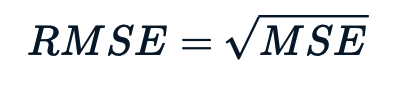 RMSE = √MSE